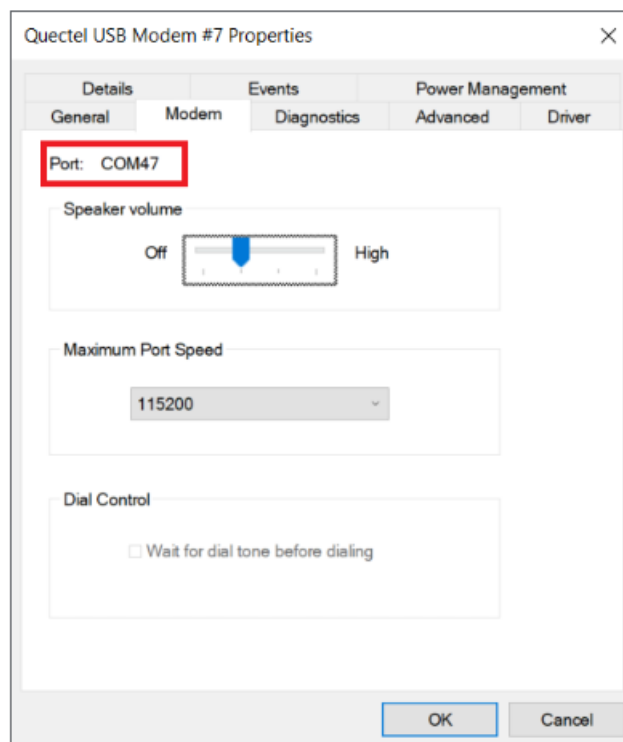 Quectel USB Modem #7 Properties
Details Events Power Management
General Modem Diagnostics Advanced Driver
Port: COM47
Speaker volume
Off High
Maximum Port Speed
115200
Dial Control
Wait for dial tone before dialing
OK Cancel